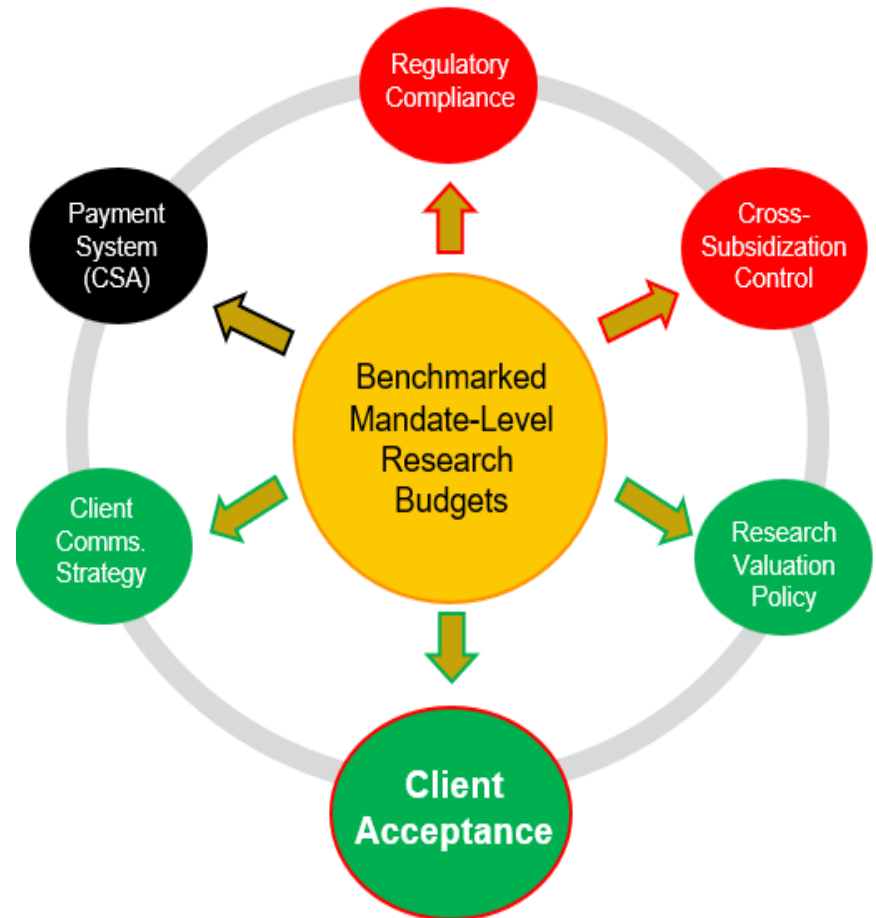 Regulatory
Compliance
Payment
System
(CSA)
Cross-
Subsidization
Control
Benchmarked
Mandate-Level
Research
Budgets
Client
Comms.
Strategy
Research
Valuation
Policy
Client
Acceptance